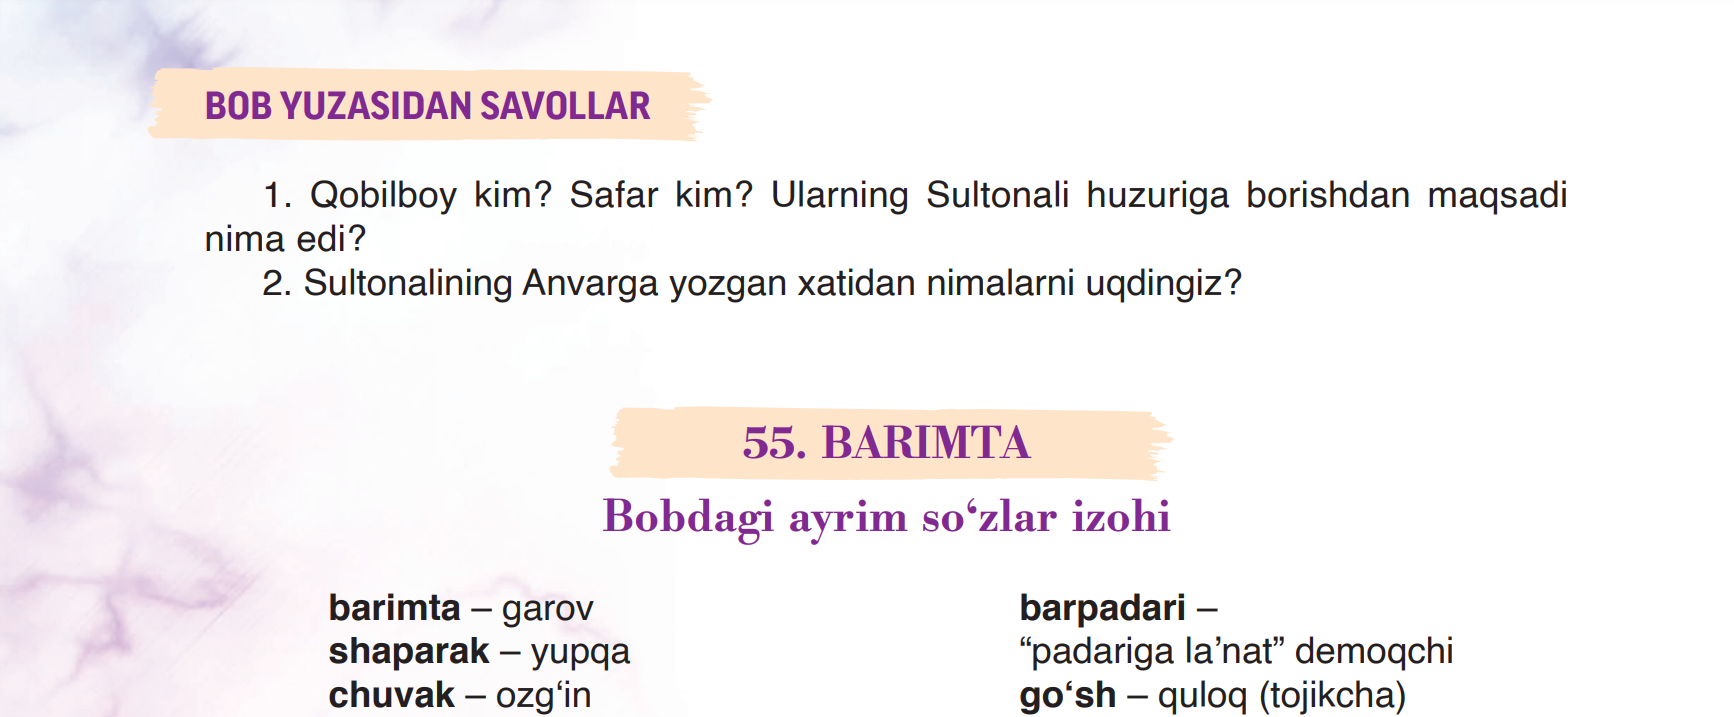 BOB YUZASIDAN SAVOLLAR
1. Qobilboy kim? Safar kim? Ularning Sultonali huzuriga borishdan maqsadi
nima edi?
2. Sultonalining Anvarga yozgan xatidan nimalarni uqdingiz?
55. BARIMTA
Bobdagi ayrim so‘zlar izohi
barimta – garov
shaparak – yupqa
chuvak – ozg‘in
barpadari –
“padariga la’nat” demoqchi
go‘sh – quloq (tojikcha)